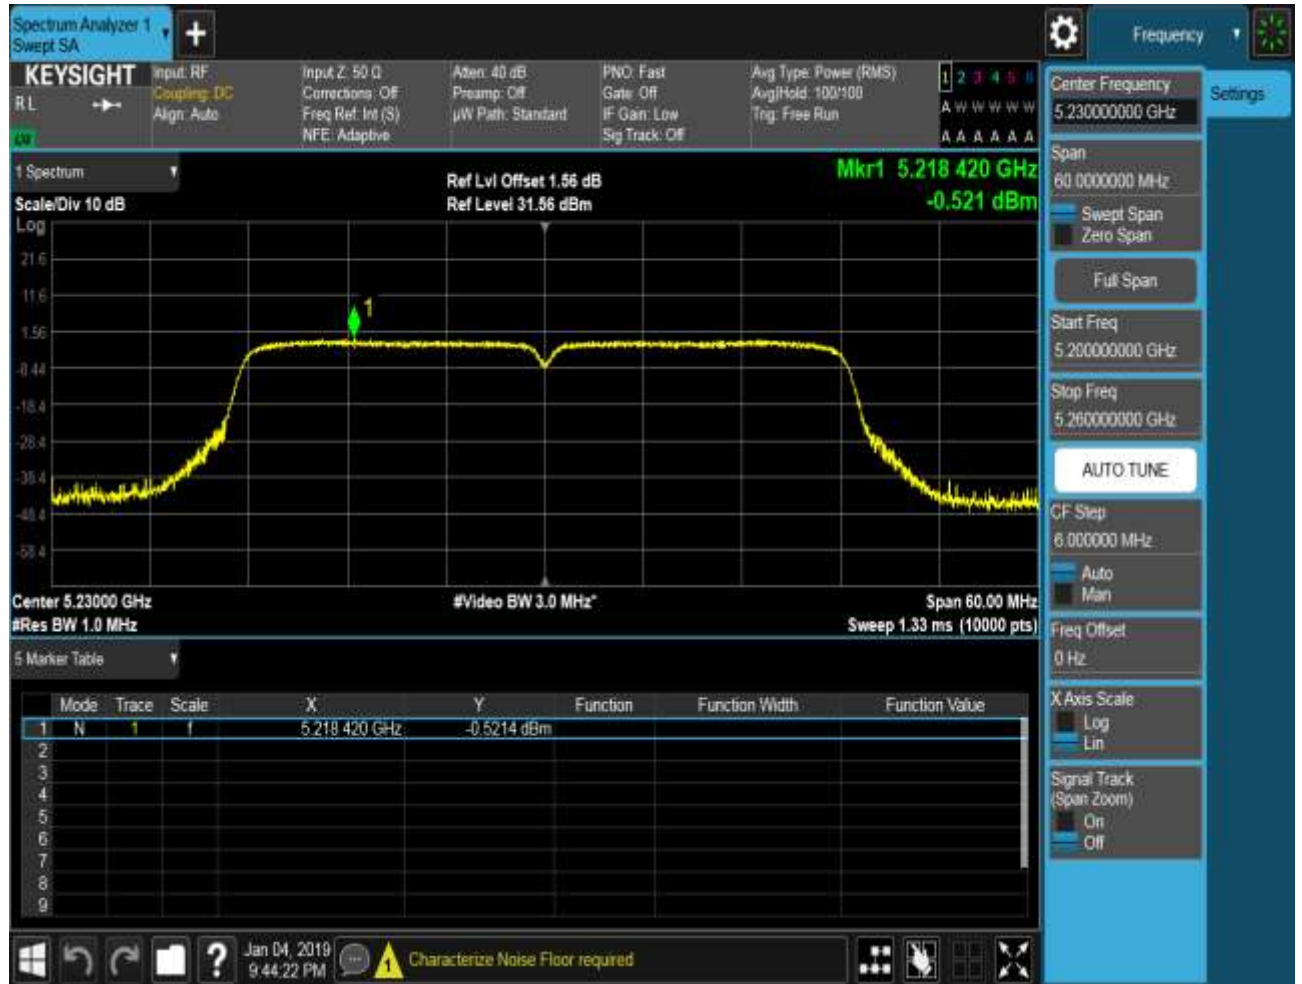 Spectrum Analyzer 1
Swept SA
Frequency
KEYSIGHT
R L
Input: RF
Coupling: DC
Align: Auto
Input Z: 50 Ω
Corrections: Off
Freq Ref: Int (S)
NFE: Adaptive
Atten: 40 dB
Preamp: Off
µW Path: Standard
PNO: Fast
Gate: Off
IF Gain: Low
Sig Track: Off
Avg Type: Power (RMS)
Avg|Hold: 100/100
Trig: Free Run
1 2 3 4 5 6
A W W W W W
A A A A A A
1 Spectrum
Scale/Div 10 dB
Ref Lvl Offset 1.56 dB
Ref Level 31.56 dBm
Mkr1 5.218 420 GHz
-0.521 dBm
Log
21.6
11.6
1.56
-8.44
-18.4
-28.4
-38.4
-48.4
-58.4
1
Center 5.23000 GHz
#Res BW 1.0 MHz
#Video BW 3.0 MHz*
Span 60.00 MHz
Sweep 1.33 ms (10000 pts)
5 Marker Table
Mode Trace Scale X Y Function Function Width Function Value
1 N 1 f 5.218 420 GHz -0.5214 dBm
2
3
4
5
6
7
8
9
Jan 04, 2019
9:44:22 PM
1
Characterize Noise Floor required
?
Center Frequency
5.230000000 GHz
Settings
Span
60.0000000 MHz
Swept Span
Zero Span
Full Span
Start Freq
5.200000000 GHz
Stop Freq
5.260000000 GHz
AUTO TUNE
CF Step
6.000000 MHz
Auto
Man
Freq Offset
0 Hz
X Axis Scale
Log
Lin
Signal Track
(Span Zoom)
On
Off